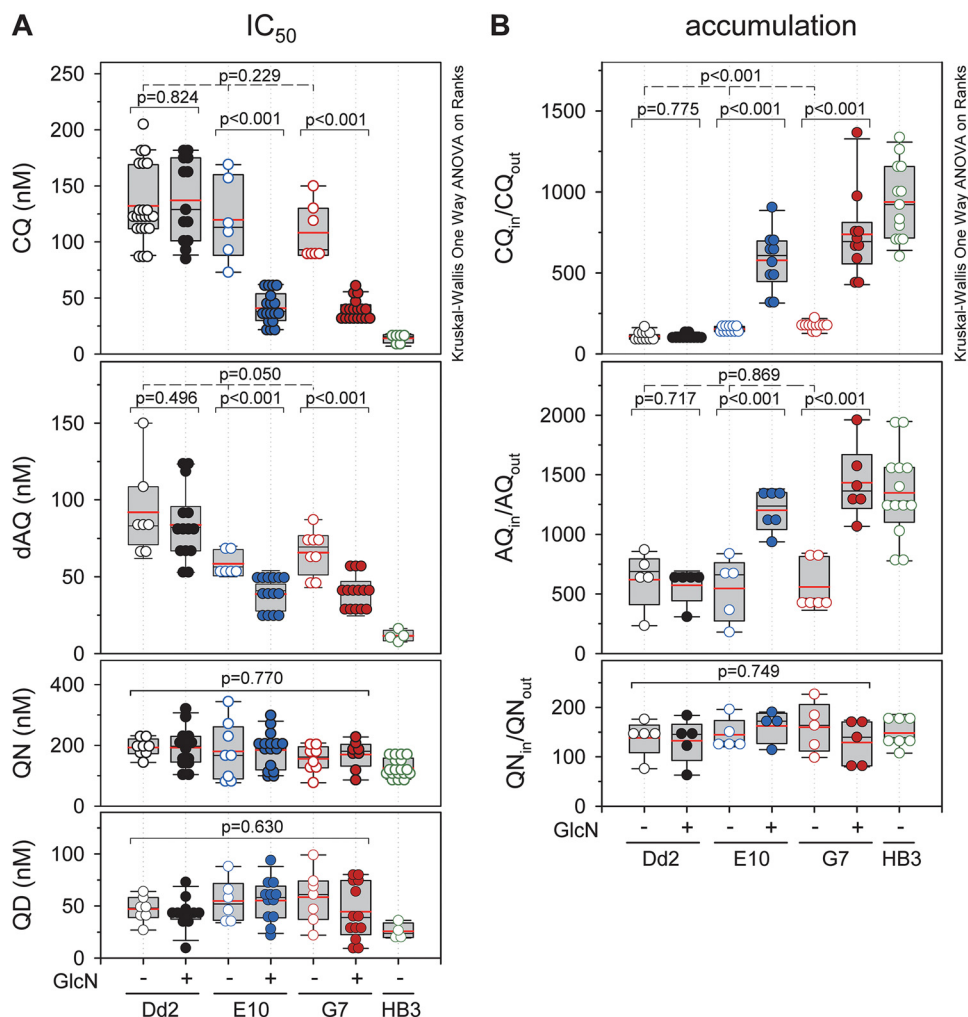 A IC50
CQ (nM)
250
200
150
100
50
0
p=0.229
p=0.824
p<0.001
p<0.001
Kruskal-Wallis One Way ANOVA on Ranks
dAQ (nM)
150
100
50
0
p=0.050
p=0.496
p<0.001
p<0.001
QN (nM)
400
200
0
p=0.770
QD (nM)
100
50
0
p=0.630
GlcN - + - + - + -
Dd2 E10 G7 HB3
B accumulation
CQin/CQout
1000
500
0
p<0.001
p=0.775
p<0.001
p<0.001
Kruskal-Wallis One Way ANOVA on Ranks
AQin/AQout
2000
1500
1000
500
0
p=0.869
p=0.717
p<0.001
p<0.001
QNin/QNout
200
100
0
p=0.749
GlcN - + - + - + -
Dd2 E10 G7 HB3